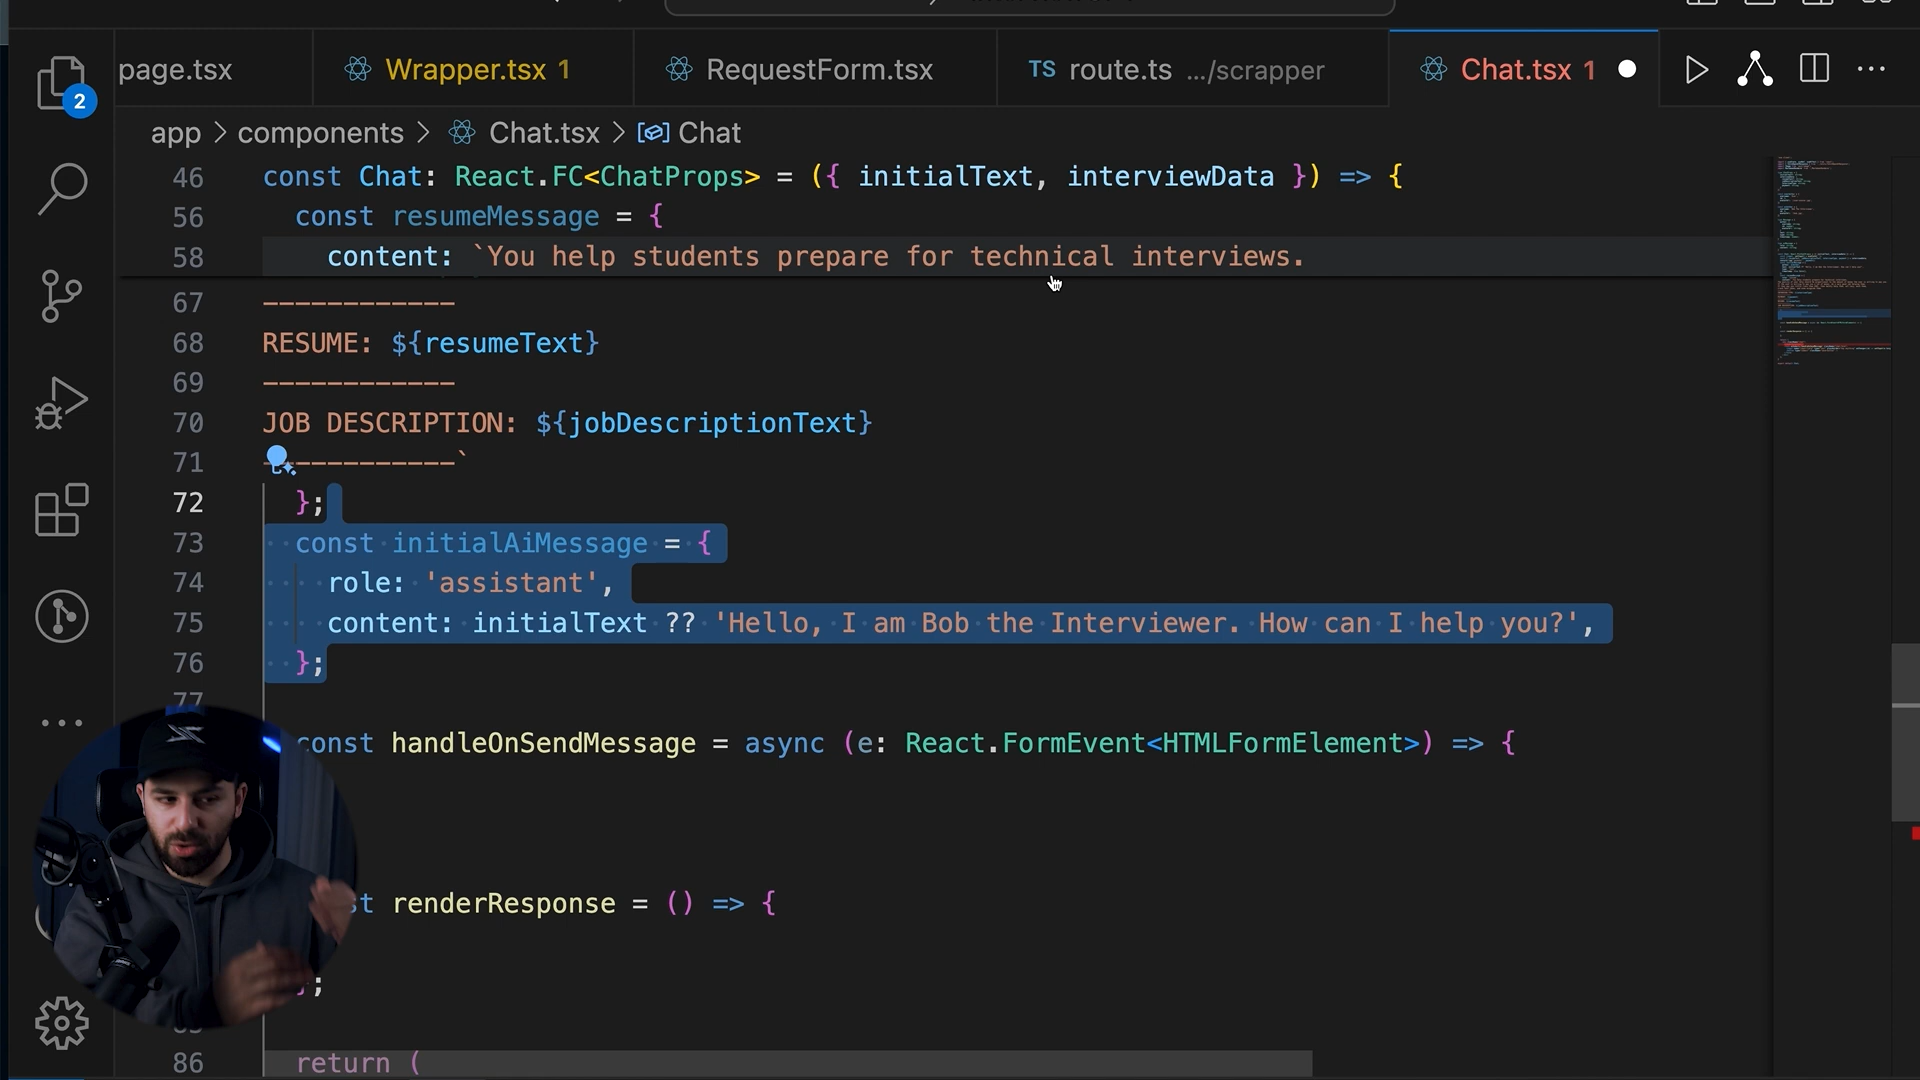 page.tsx
Wrapper.tsx 1
RequestForm.tsx
TS route.ts .../scrapper
Chat.tsx 1
2
app > components > Chat.tsx > Chat
46 const Chat: React.FC<ChatProps> = ({ initialText, interviewData }) => {
56 const resumeMessage = {
58 content: `You help students prepare for technical interviews.
67 ------------
68 RESUME: ${resumeText}
69 ------------
70 JOB DESCRIPTION: ${jobDescriptionText}
71 ------------`
72 };
73 const initialAiMessage = {
74 role: 'assistant',
75 content: initialText ?? 'Hello, I am Bob the Interviewer. How can I help you?',
76 };
77
const handleOnSendMessage = async (e: React.FormEvent<HTMLFormElement>) => {
renderResponse = () => {
};
86 return (